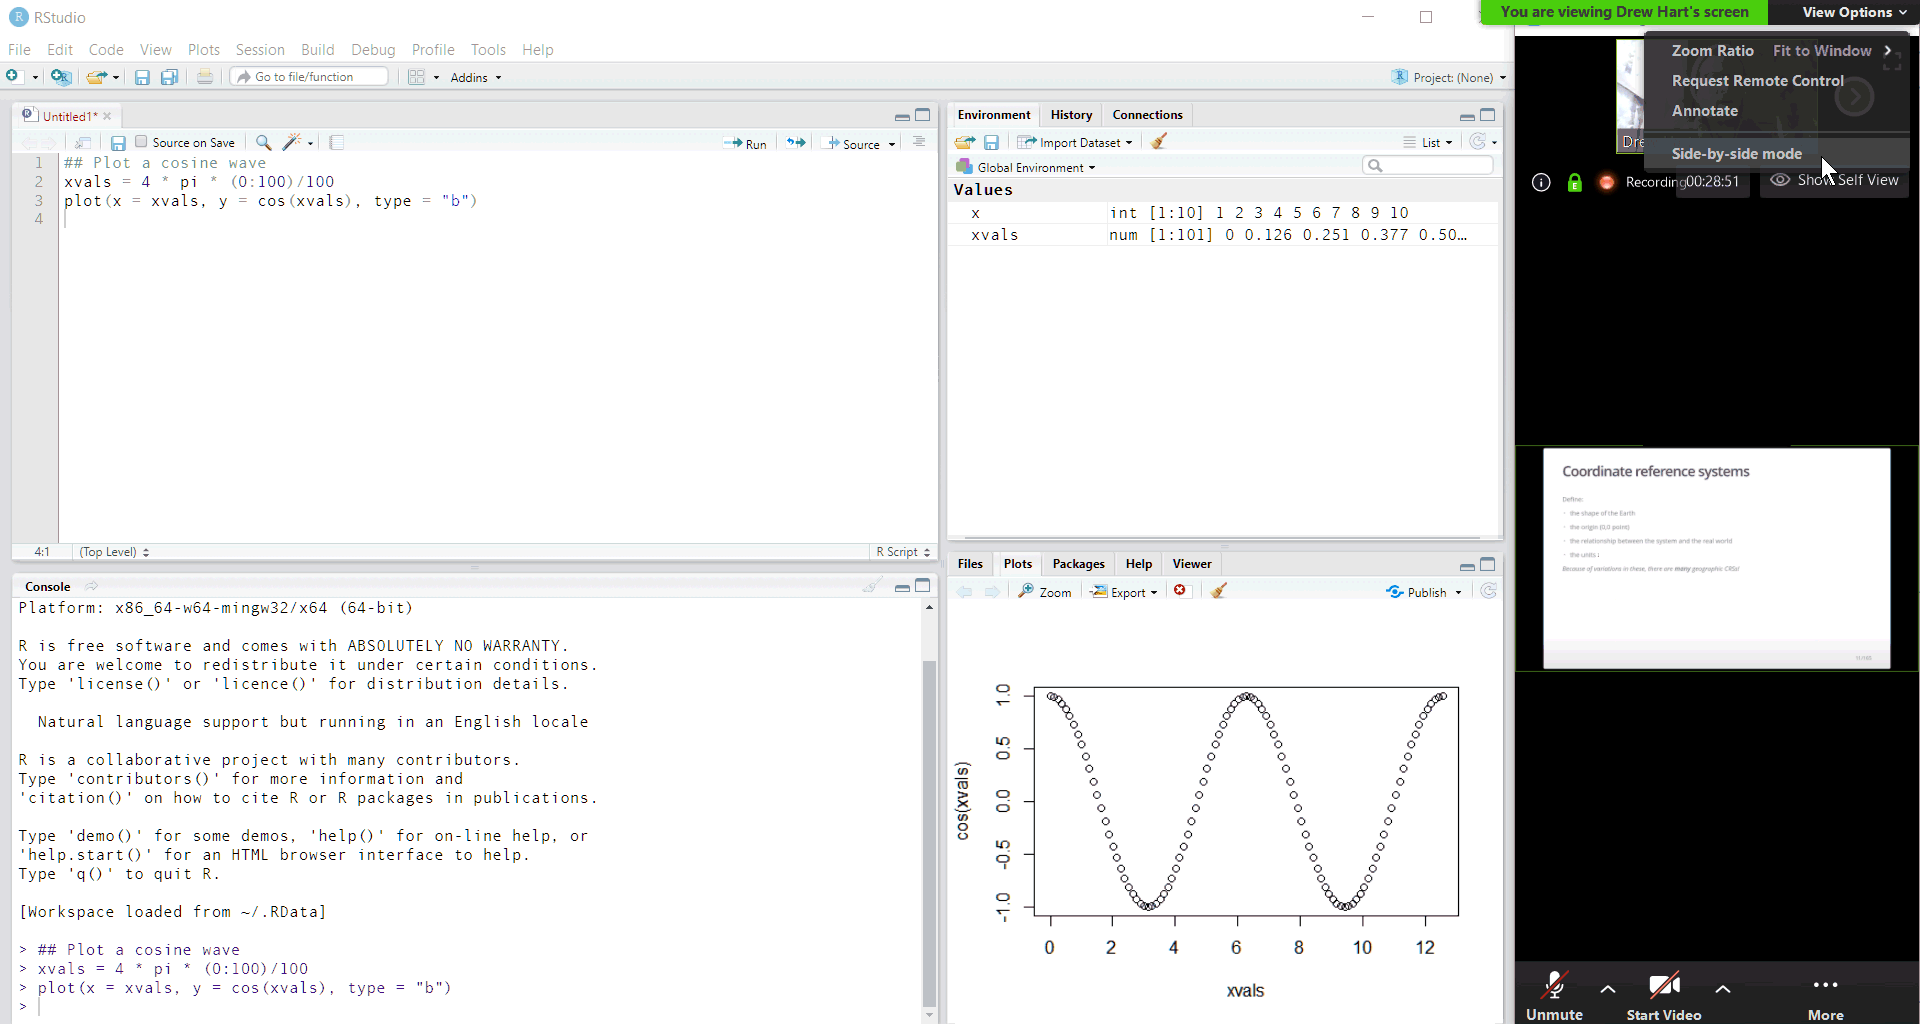 RStudio
File Edit Code View Plots Session Build Debug Profile Tools Help
Go to file/function
Addins
Project: (None)
Untitled1*
Source on Save
Run
Source
1 ## Plot a cosine wave
2 xvals = 4 * pi * (0:100)/100
3 plot(x = xvals, y = cos(xvals), type = "b")
4
4:1 (Top Level) R Script
Console
Platform: x86_64-w64-mingw32/x64 (64-bit)
R is free software and comes with ABSOLUTELY NO WARRANTY.
You are welcome to redistribute it under certain conditions.
Type 'license()' or 'licence()' for distribution details.
Natural language support but running in an English locale
R is a collaborative project with many contributors.
Type 'contributors()' for more information and
'citation()' on how to cite R or R packages in publications.
Type 'demo()' for some demos, 'help()' for on-line help, or
'help.start()' for an HTML browser interface to help.
Type 'q()' to quit R.
[Workspace loaded from ~/.RData]
> ## Plot a cosine wave
> xvals = 4 * pi * (0:100)/100
> plot(x = xvals, y = cos(xvals), type = "b")
>
Environment History Connections
Import Dataset
List
Global Environment
Values
x int [1:10] 1 2 3 4 5 6 7 8 9 10
xvals num [1:101] 0 0.126 0.251 0.377 0.50...
Files Plots Packages Help Viewer
Zoom Export Publish
1.0
0.5
0.0
-0.5
-1.0
cos(xvals)
0 2 4 6 8 10 12
xvals
You are viewing Drew Hart's screen View Options
Zoom Ratio Fit to Window
Request Remote Control
Annotate
Dre
Side-by-side mode
Recording 00:28:51 Show Self View
Coordinate reference systems
Define:
- the shape of the Earth
- the origin (0,0 point)
- the relationship between the system and the real world
- the units
Because of variations in these, there are many geographic CRSs!
Unmute Start Video More